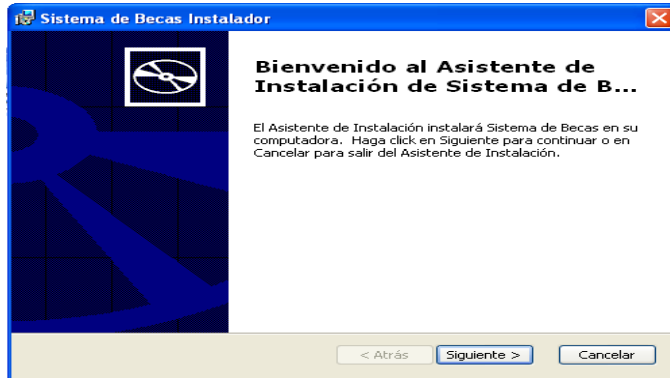 Sistema de Becas Instalador
Bienvenido al Asistente de
Instalación de Sistema de B...
El Asistente de Instalación instalará Sistema de Becas en su
computadora. Haga click en Siguiente para continuar o en
Cancelar para salir del Asistente de Instalación.
< Atrás Siguiente > Cancelar